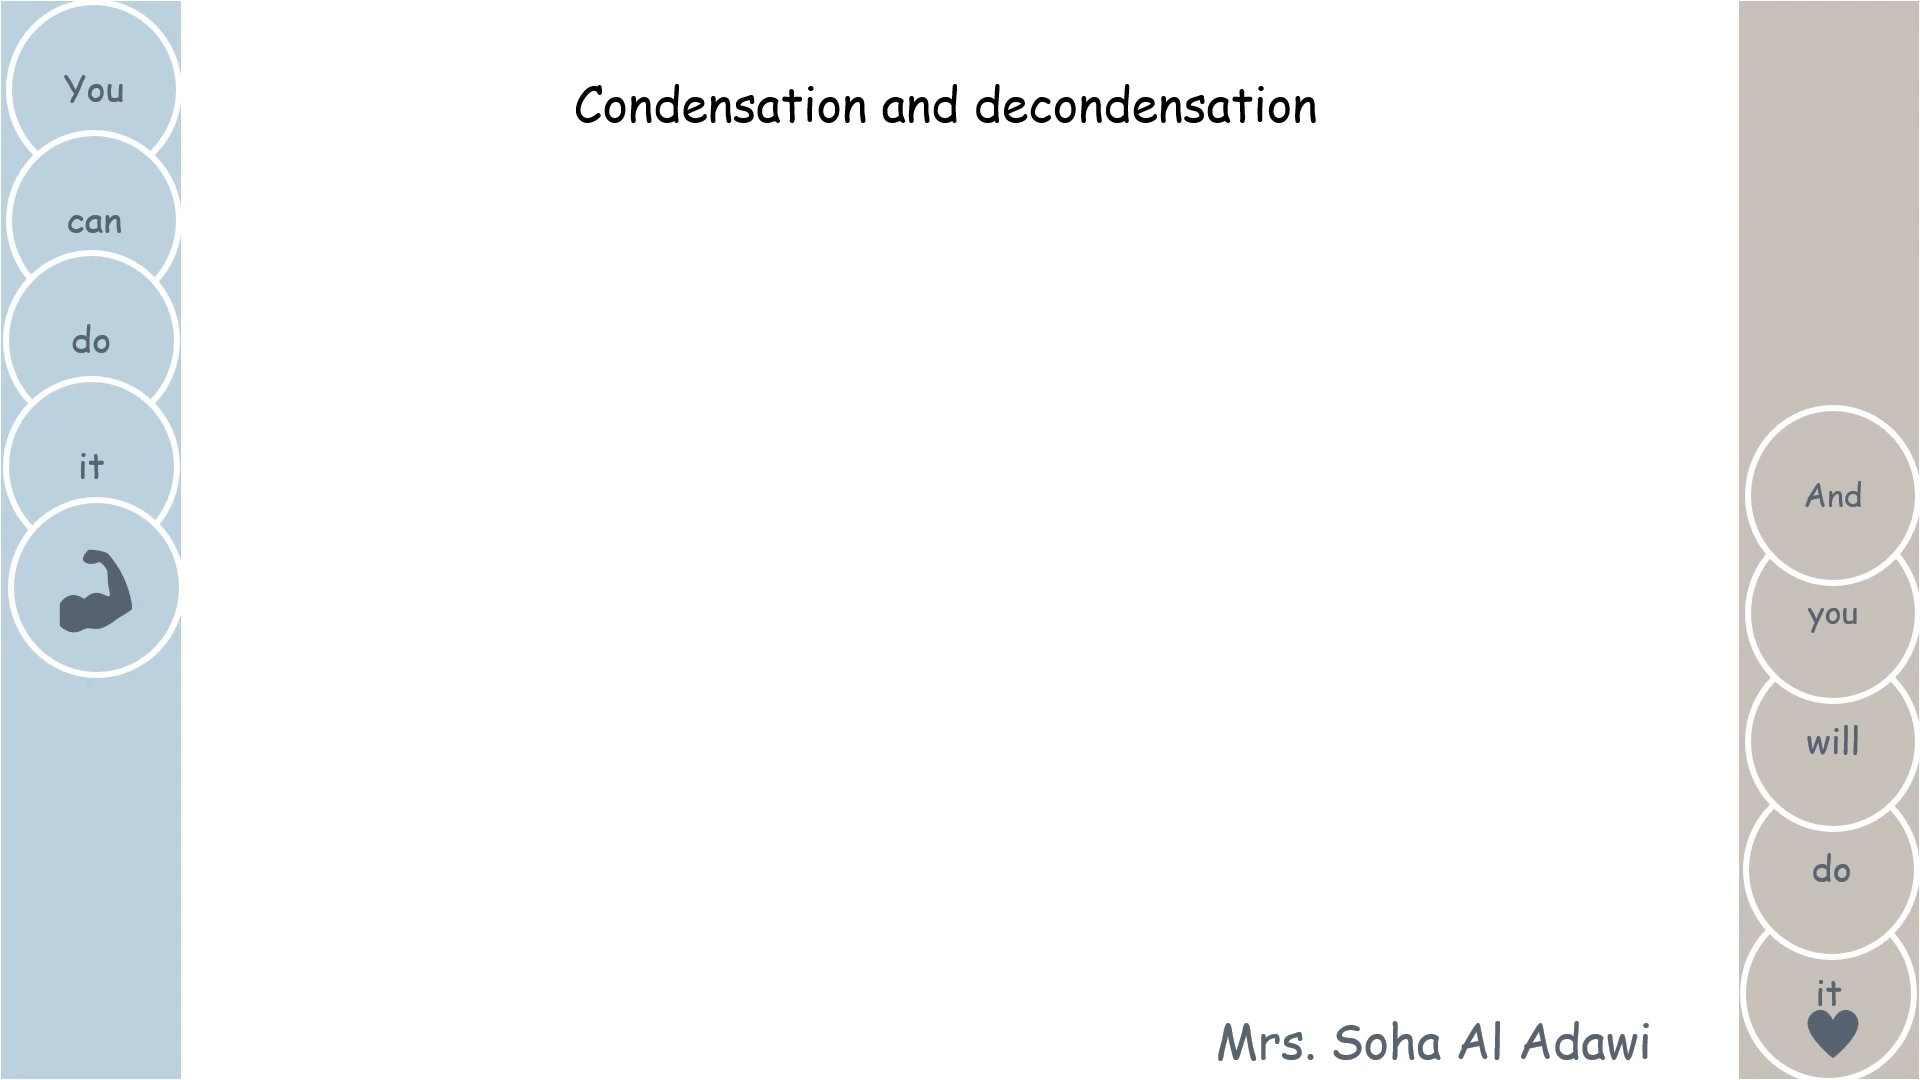 You
can
do
it
Condensation and decondensation
And
you
will
do
it
Mrs. Soha Al Adawi